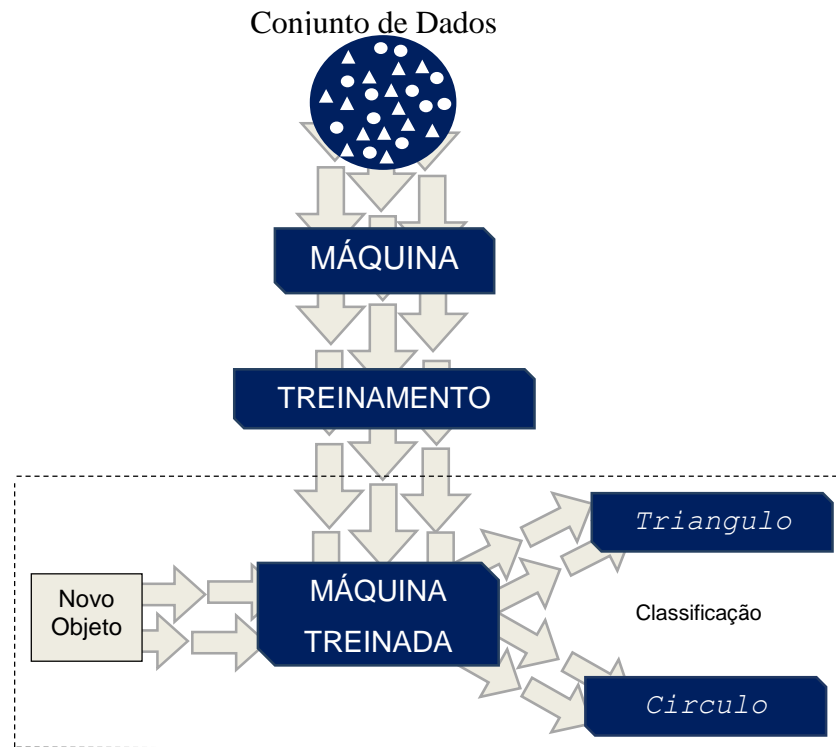 Conjunto de Dados
MÁQUINA
TREINAMENTO
Triangulo
Novo
Objeto
MÁQUINA
TREINADA
Classificação
Circulo